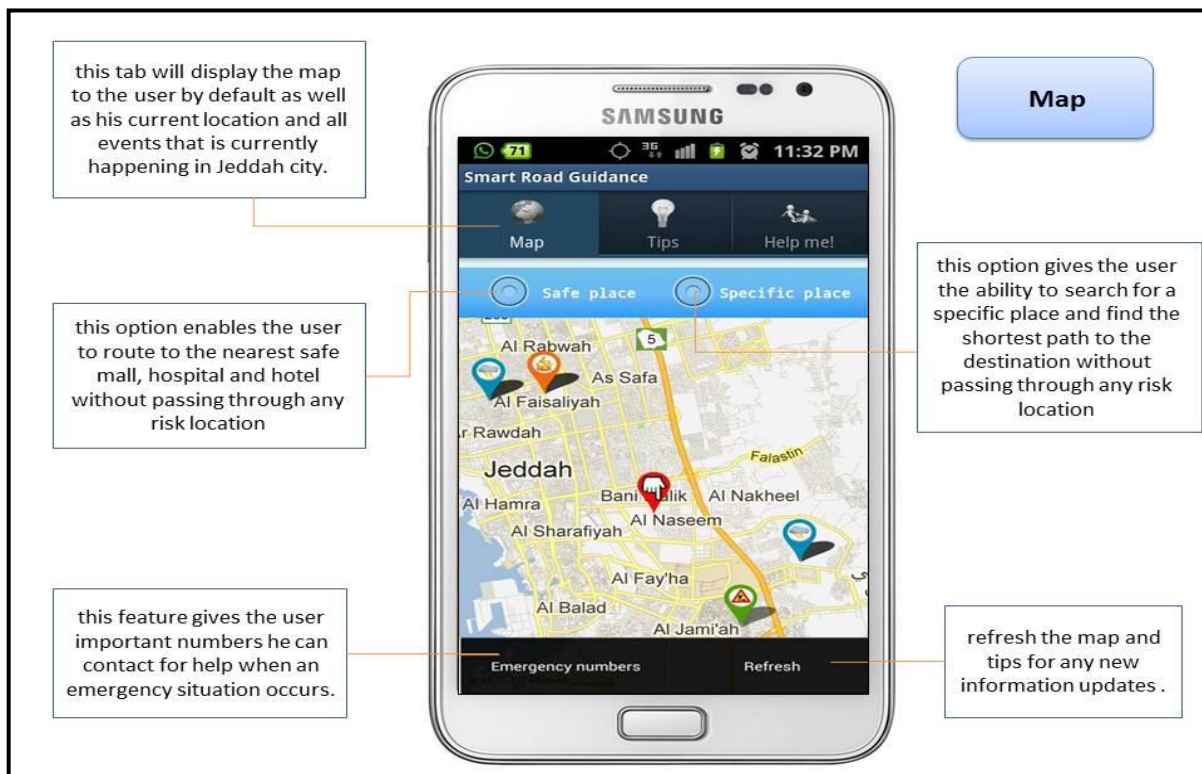 this tab will display the map
to the user by default as well
as his current location and all
events that is currently
happening in Jeddah city.
Map
this option enables the user
to route to the nearest safe
mall, hospital and hotel
without passing through any
risk location
this option gives the user
the ability to search for a
specific place and find the
shortest path to the
destination without
passing through any risk
location
this feature gives the user
important numbers he can
contact for help when an
emergency situation occurs.
refresh the map and
tips for any new
information updates .
SAMSUNG
71 3G 11:32 PM
Smart Road Guidance
Map Tips Help me!
Safe place Specific place
5
Al Rabwah
As Safa
Al Faisaliyah
r Rawdah
Falastin
Jeddah
Bani Al Nakheel
Al Hamra
Al Naseem
Al Sharafiyah
Al Fay'ha
Al Balad
Al Jami'ah
Emergency numbers Refresh